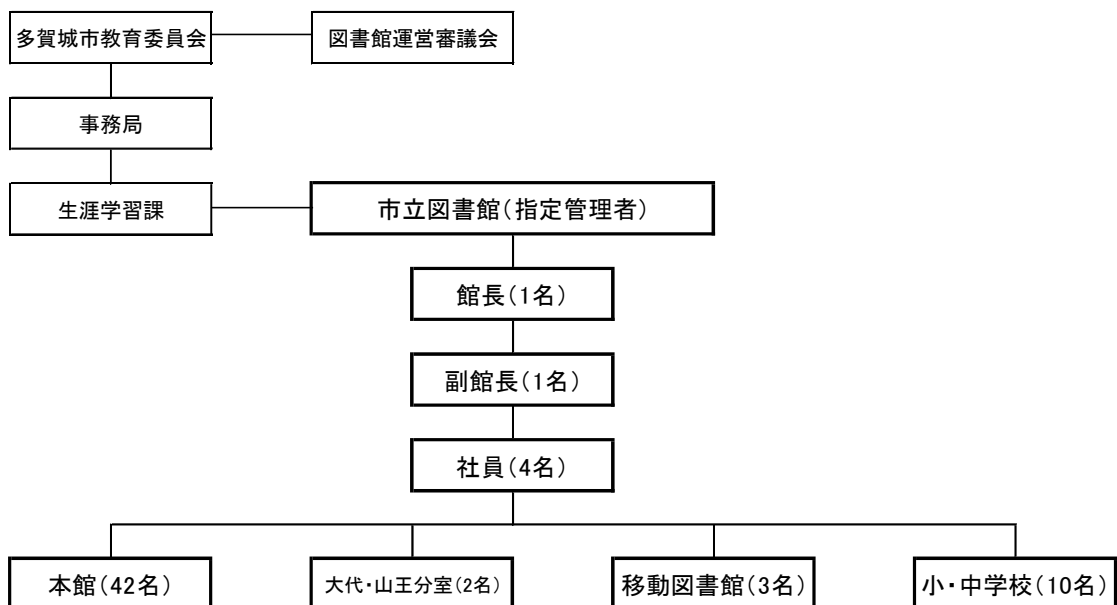 多賀城市教育委員会
図書館運営審議会
事務局
生涯学習課
市立図書館(指定管理者)
館長(1名)
副館長(1名)
社員(4名)
本館(42名)
大代・山王分室(2名)
移動図書館(3名)
小・中学校(10名)